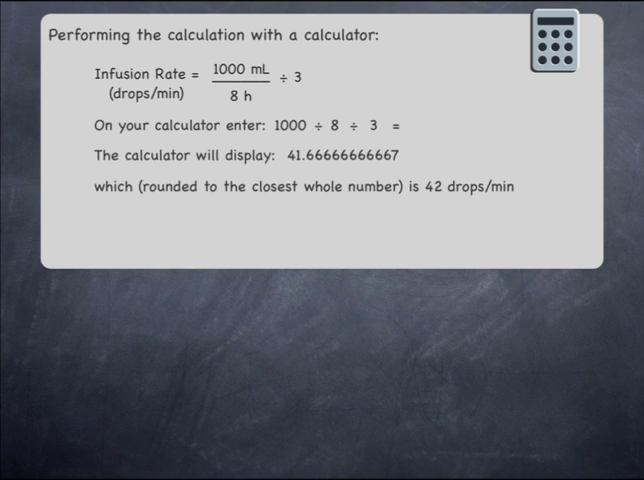 Performing the calculation with a calculator:
Infusion Rate = 1000 mL / 8 h ÷ 3
(drops/min)
On your calculator enter: 1000 ÷ 8 ÷ 3 =
The calculator will display: 41.66666666667
which (rounded to the closest whole number) is 42 drops/min